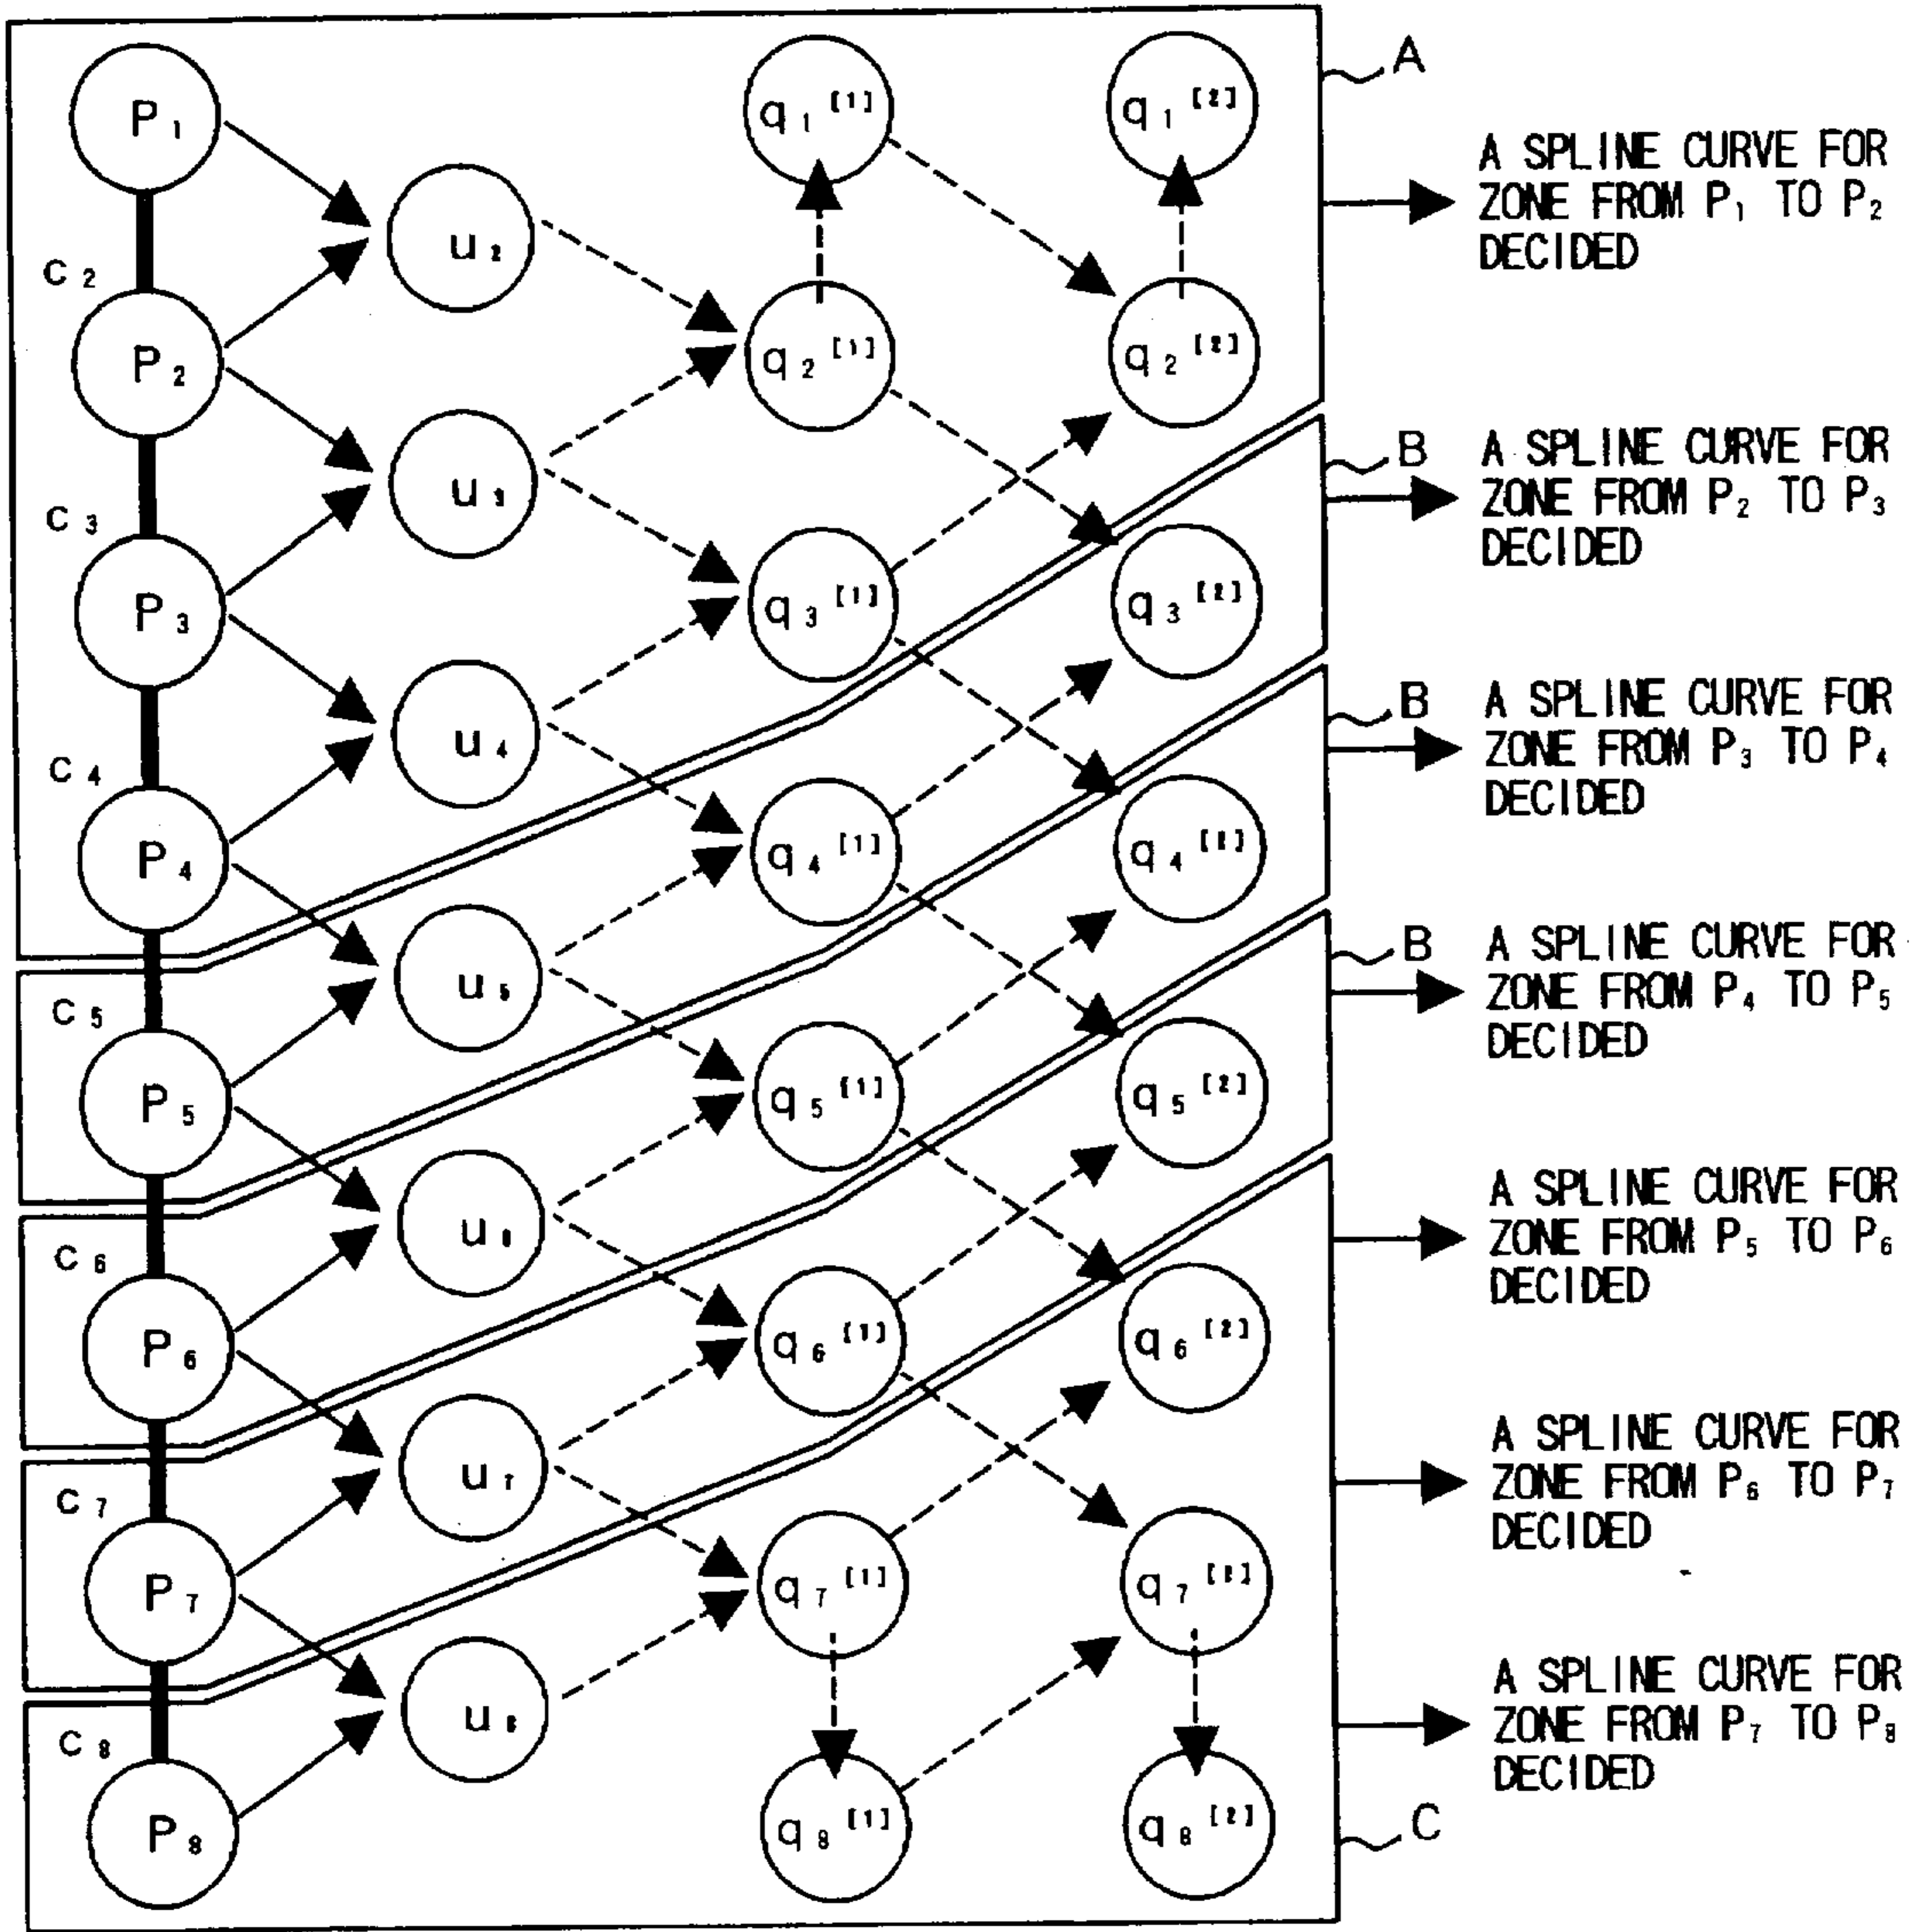 A
P₁
q₁[1]
q₁[2]
A SPLINE CURVE FOR
ZONE FROM P₁ TO P₂
DECIDED
u₂
C₂
P₂
q₂[1]
q₂[2]
B
A SPLINE CURVE FOR
ZONE FROM P₂ TO P₃
DECIDED
u₃
C₃
P₃
q₃[1]
q₃[2]
B
A SPLINE CURVE FOR
ZONE FROM P₃ TO P₄
DECIDED
u₄
C₄
P₄
q₄[1]
q₄[2]
B
A SPLINE CURVE FOR
ZONE FROM P₄ TO P₅
DECIDED
u₅
C₅
P₅
q₅[1]
q₅[2]
A SPLINE CURVE FOR
ZONE FROM P₅ TO P₆
DECIDED
u₆
C₆
P₆
q₆[1]
q₆[2]
A SPLINE CURVE FOR
ZONE FROM P₆ TO P₇
DECIDED
u₇
C₇
P₇
q₇[1]
q₇[2]
A SPLINE CURVE FOR
ZONE FROM P₇ TO P₈
DECIDED
u₈
C₈
P₈
q₈[1]
q₈[2]
C